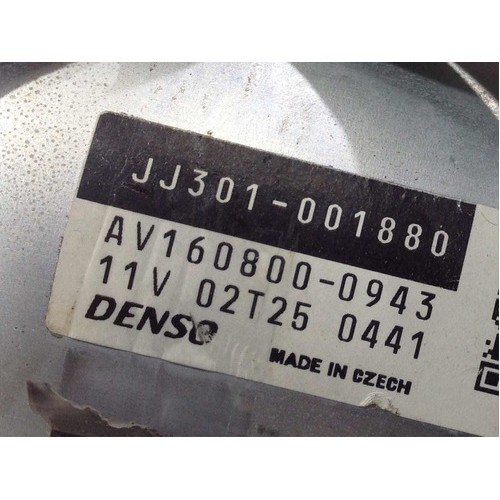 JJ301-001880
AV160800-0943
11V 02T25 0441
DENSO
MADE IN CZECH